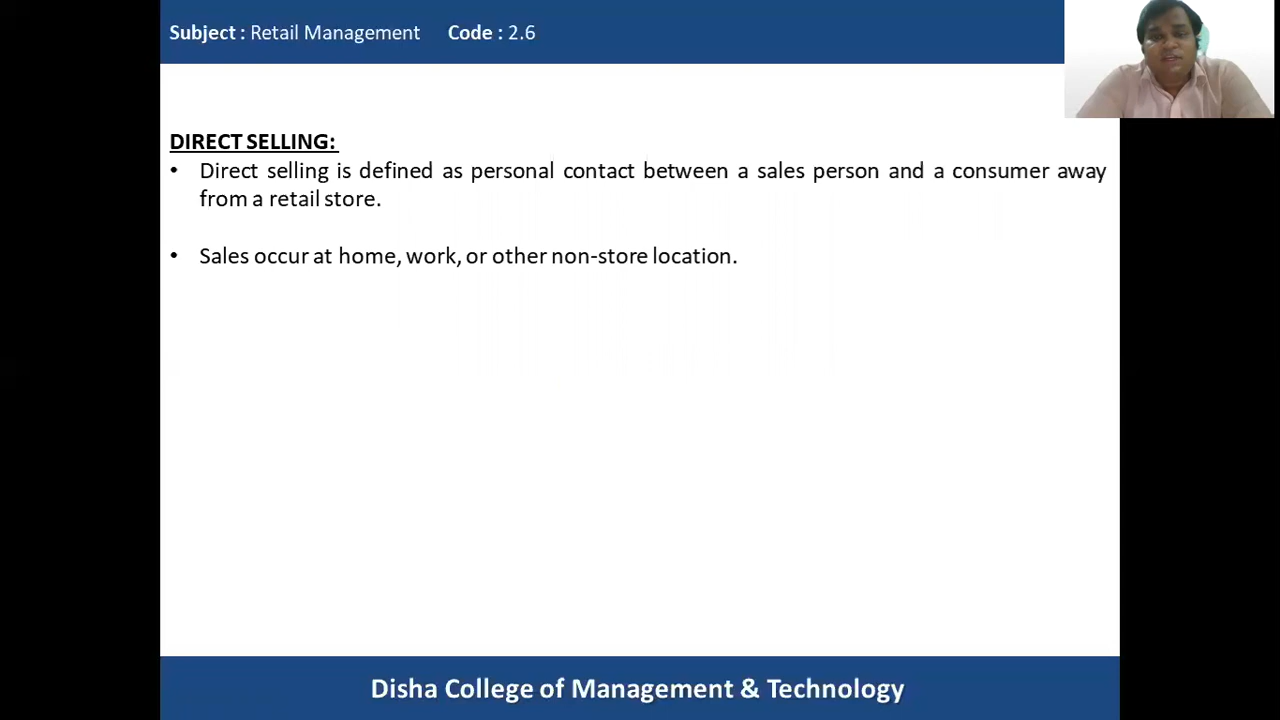 Subject : Retail Management Code : 2.6
DIRECT SELLING:
• Direct selling is defined as personal contact between a sales person and a consumer away
from a retail store.
• Sales occur at home, work, or other non-store location.
Disha College of Management & Technology